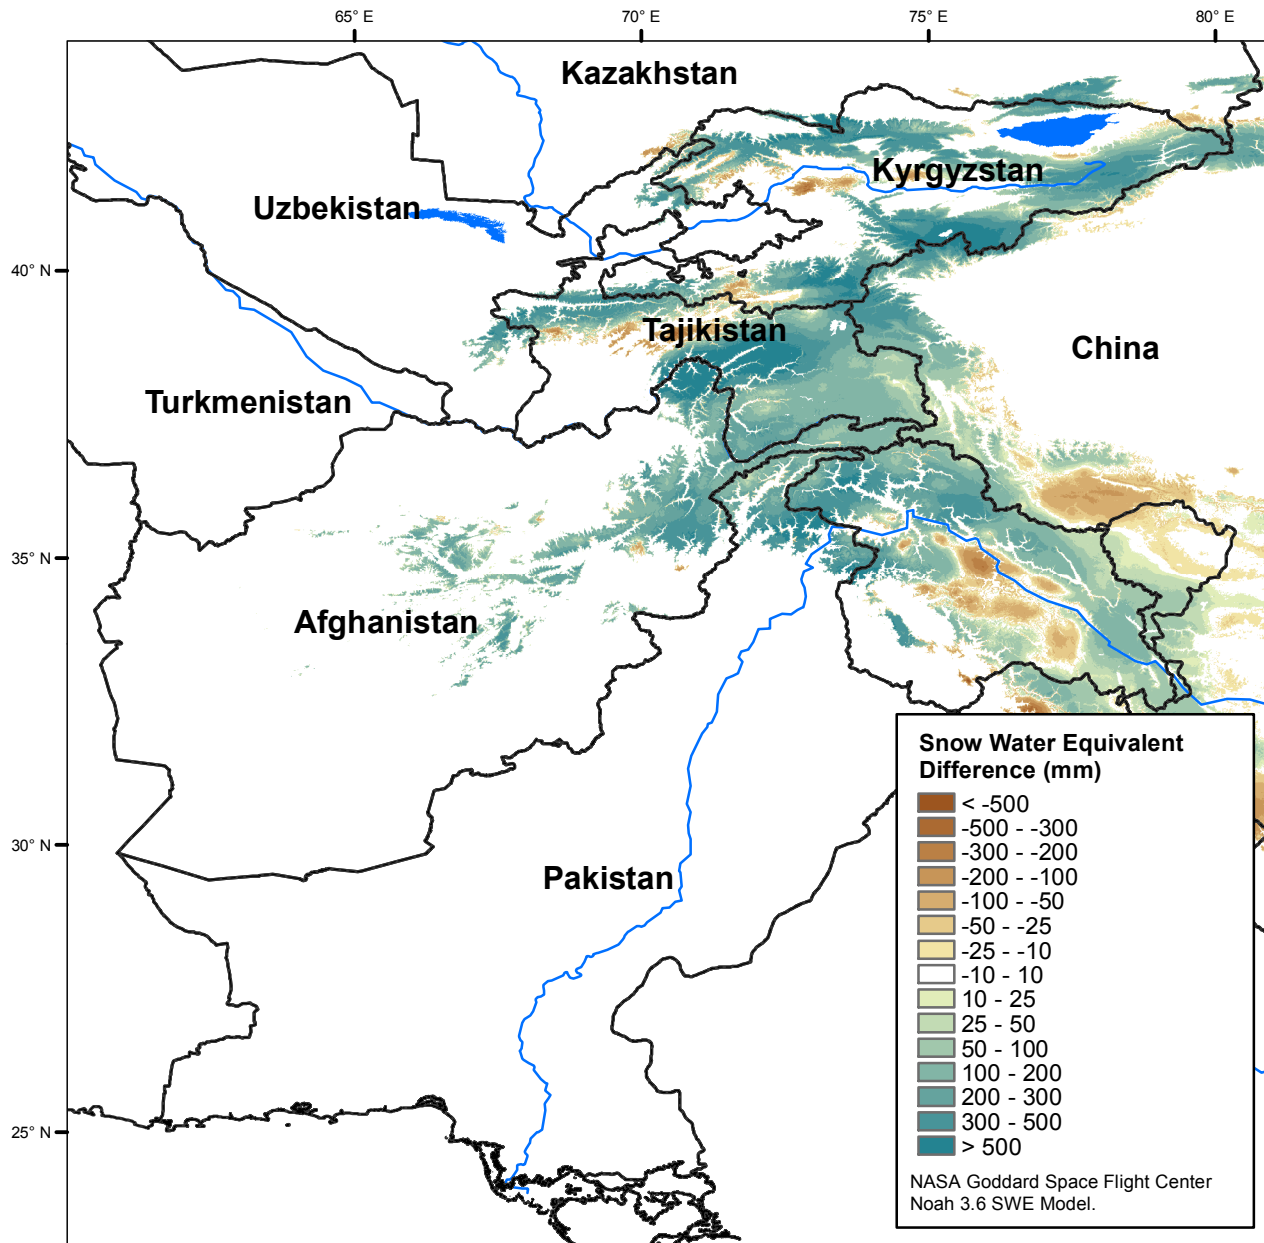 65° E
70° E
75° E
80° E
Kazakhstan
Kyrgyzstan
Uzbekistan
40° N
Tajikistan
China
Turkmenistan
35° N
Afghanistan
30° N
Pakistan
25° N
Snow Water Equivalent
Difference (mm)
< -500
-500 - -300
-300 - -200
-200 - -100
-100 - -50
-50 - -25
-25 - -10
-10 - 10
10 - 25
25 - 50
50 - 100
100 - 200
200 - 300
300 - 500
> 500
NASA Goddard Space Flight Center
Noah 3.6 SWE Model.